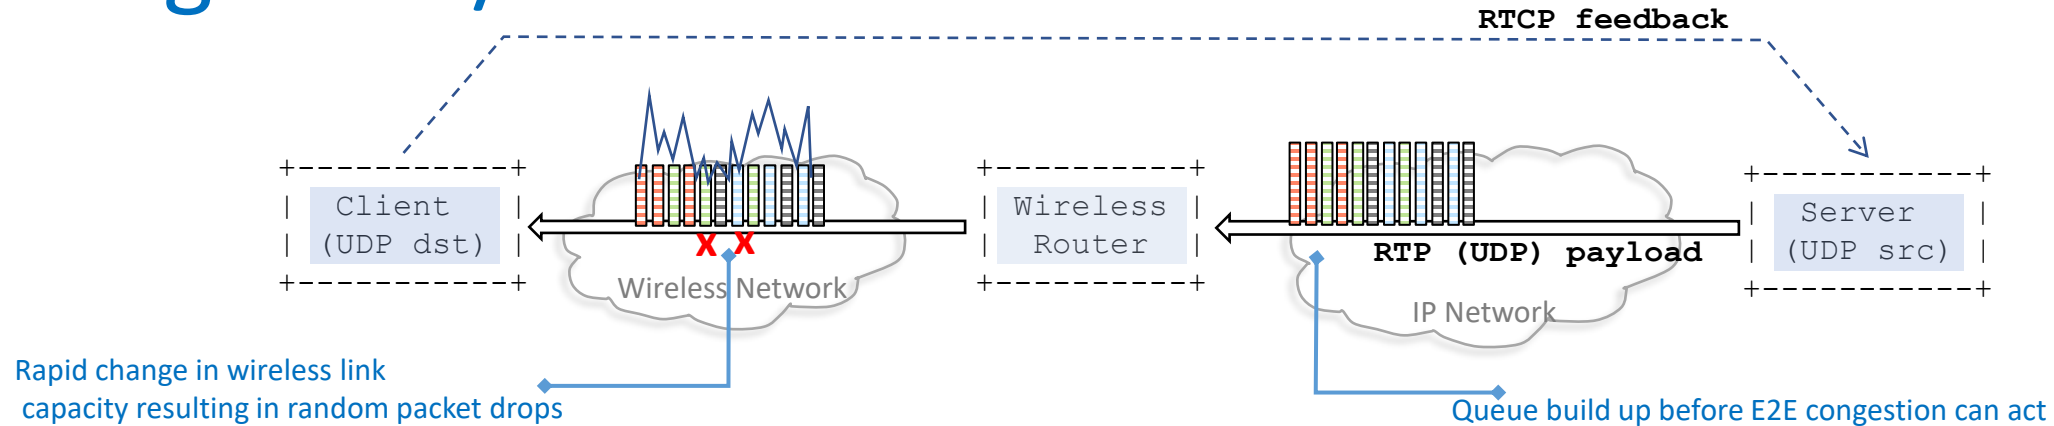 RTCP feedback
+-----------+
| Client |
| (UDP dst) |
+-----------+
Wireless Network
X X
+-----------+
| Wireless |
| Router |
+-----------+
RTP (UDP) payload
IP Network
+-----------+
| Server |
| (UDP src) |
+-----------+
Rapid change in wireless link
capacity resulting in random packet drops
Queue build up before E2E congestion can act